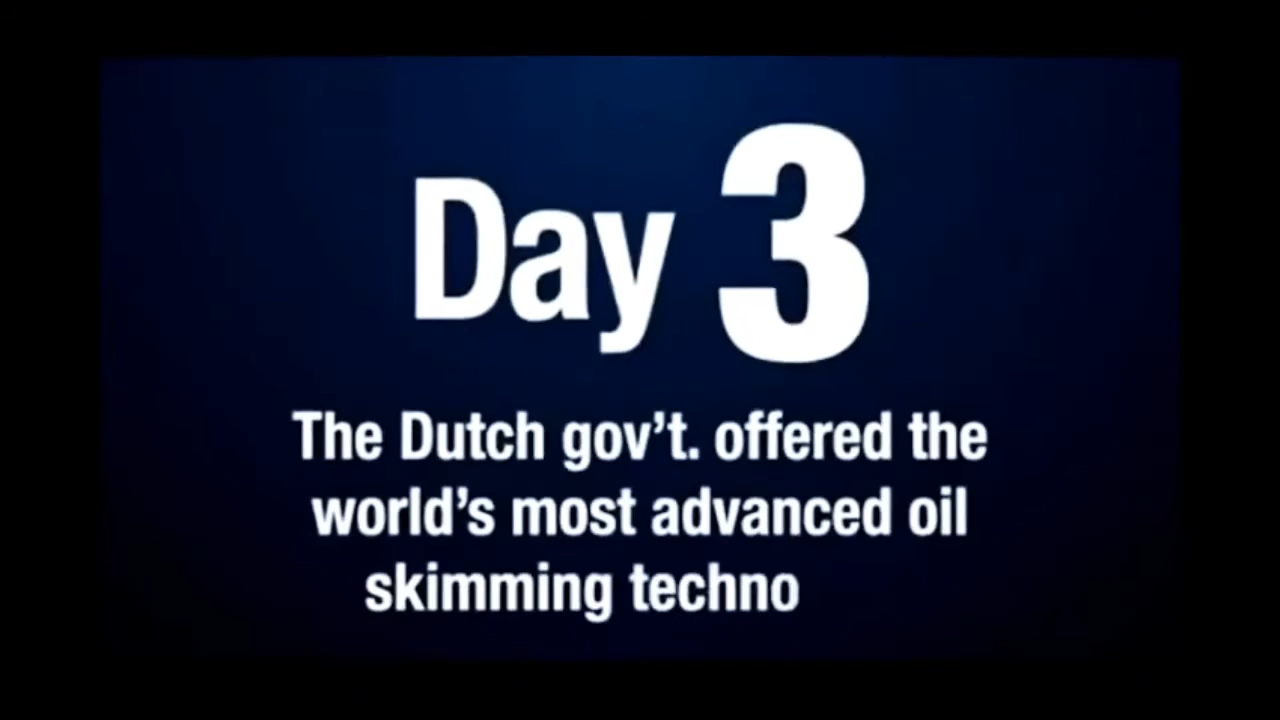 Day 3
The Dutch gov’t. offered the
world’s most advanced oil
skimming techno